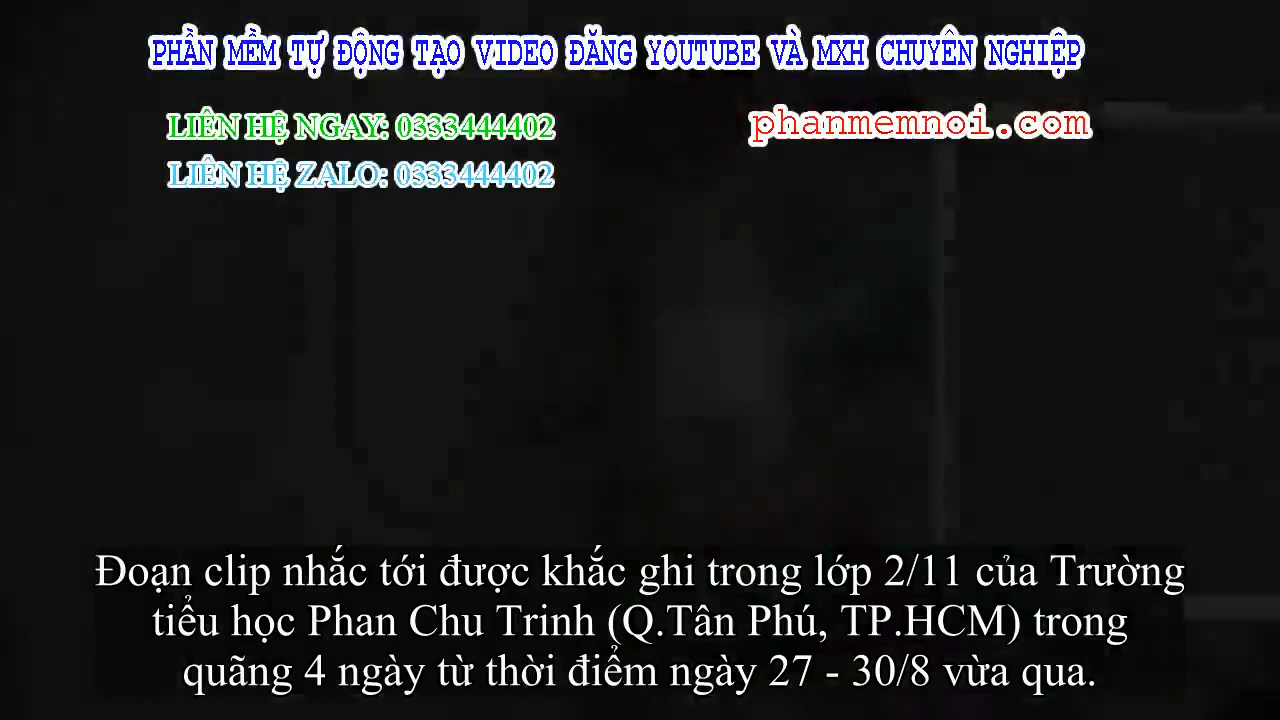 PHẦN MỀM TỰ ĐỘNG TẠO VIDEO ĐĂNG YOUTUBE VÀ MXH CHUYÊN NGHIỆP
LIÊN HỆ NGAY: 0333444402
phanmemnoi.com
LIÊN HỆ ZALO: 0333444402
Đoạn clip nhắc tới được khắc ghi trong lớp 2/11 của Trường
tiểu học Phan Chu Trinh (Q.Tân Phú, TP.HCM) trong
quãng 4 ngày từ thời điểm ngày 27 - 30/8 vừa qua.